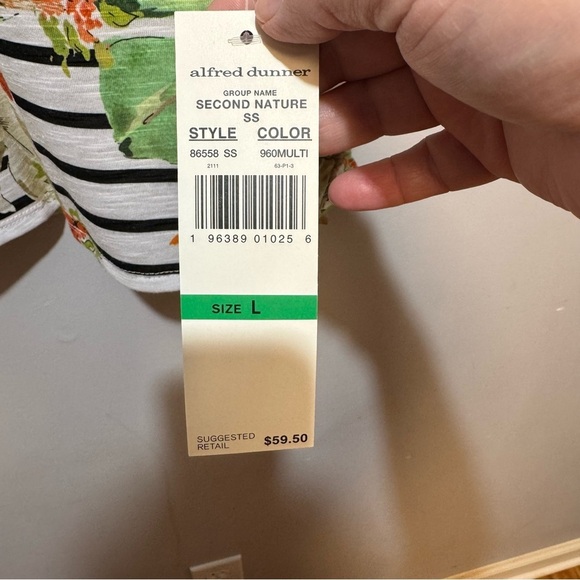 alfred dunner
GROUP NAME
SECOND NATURE
SS
STYLE COLOR
86558 SS 960MULTI
2111 63-P1-3
1 96389 01025 6
SIZE L
SUGGESTED
RETAIL $59.50